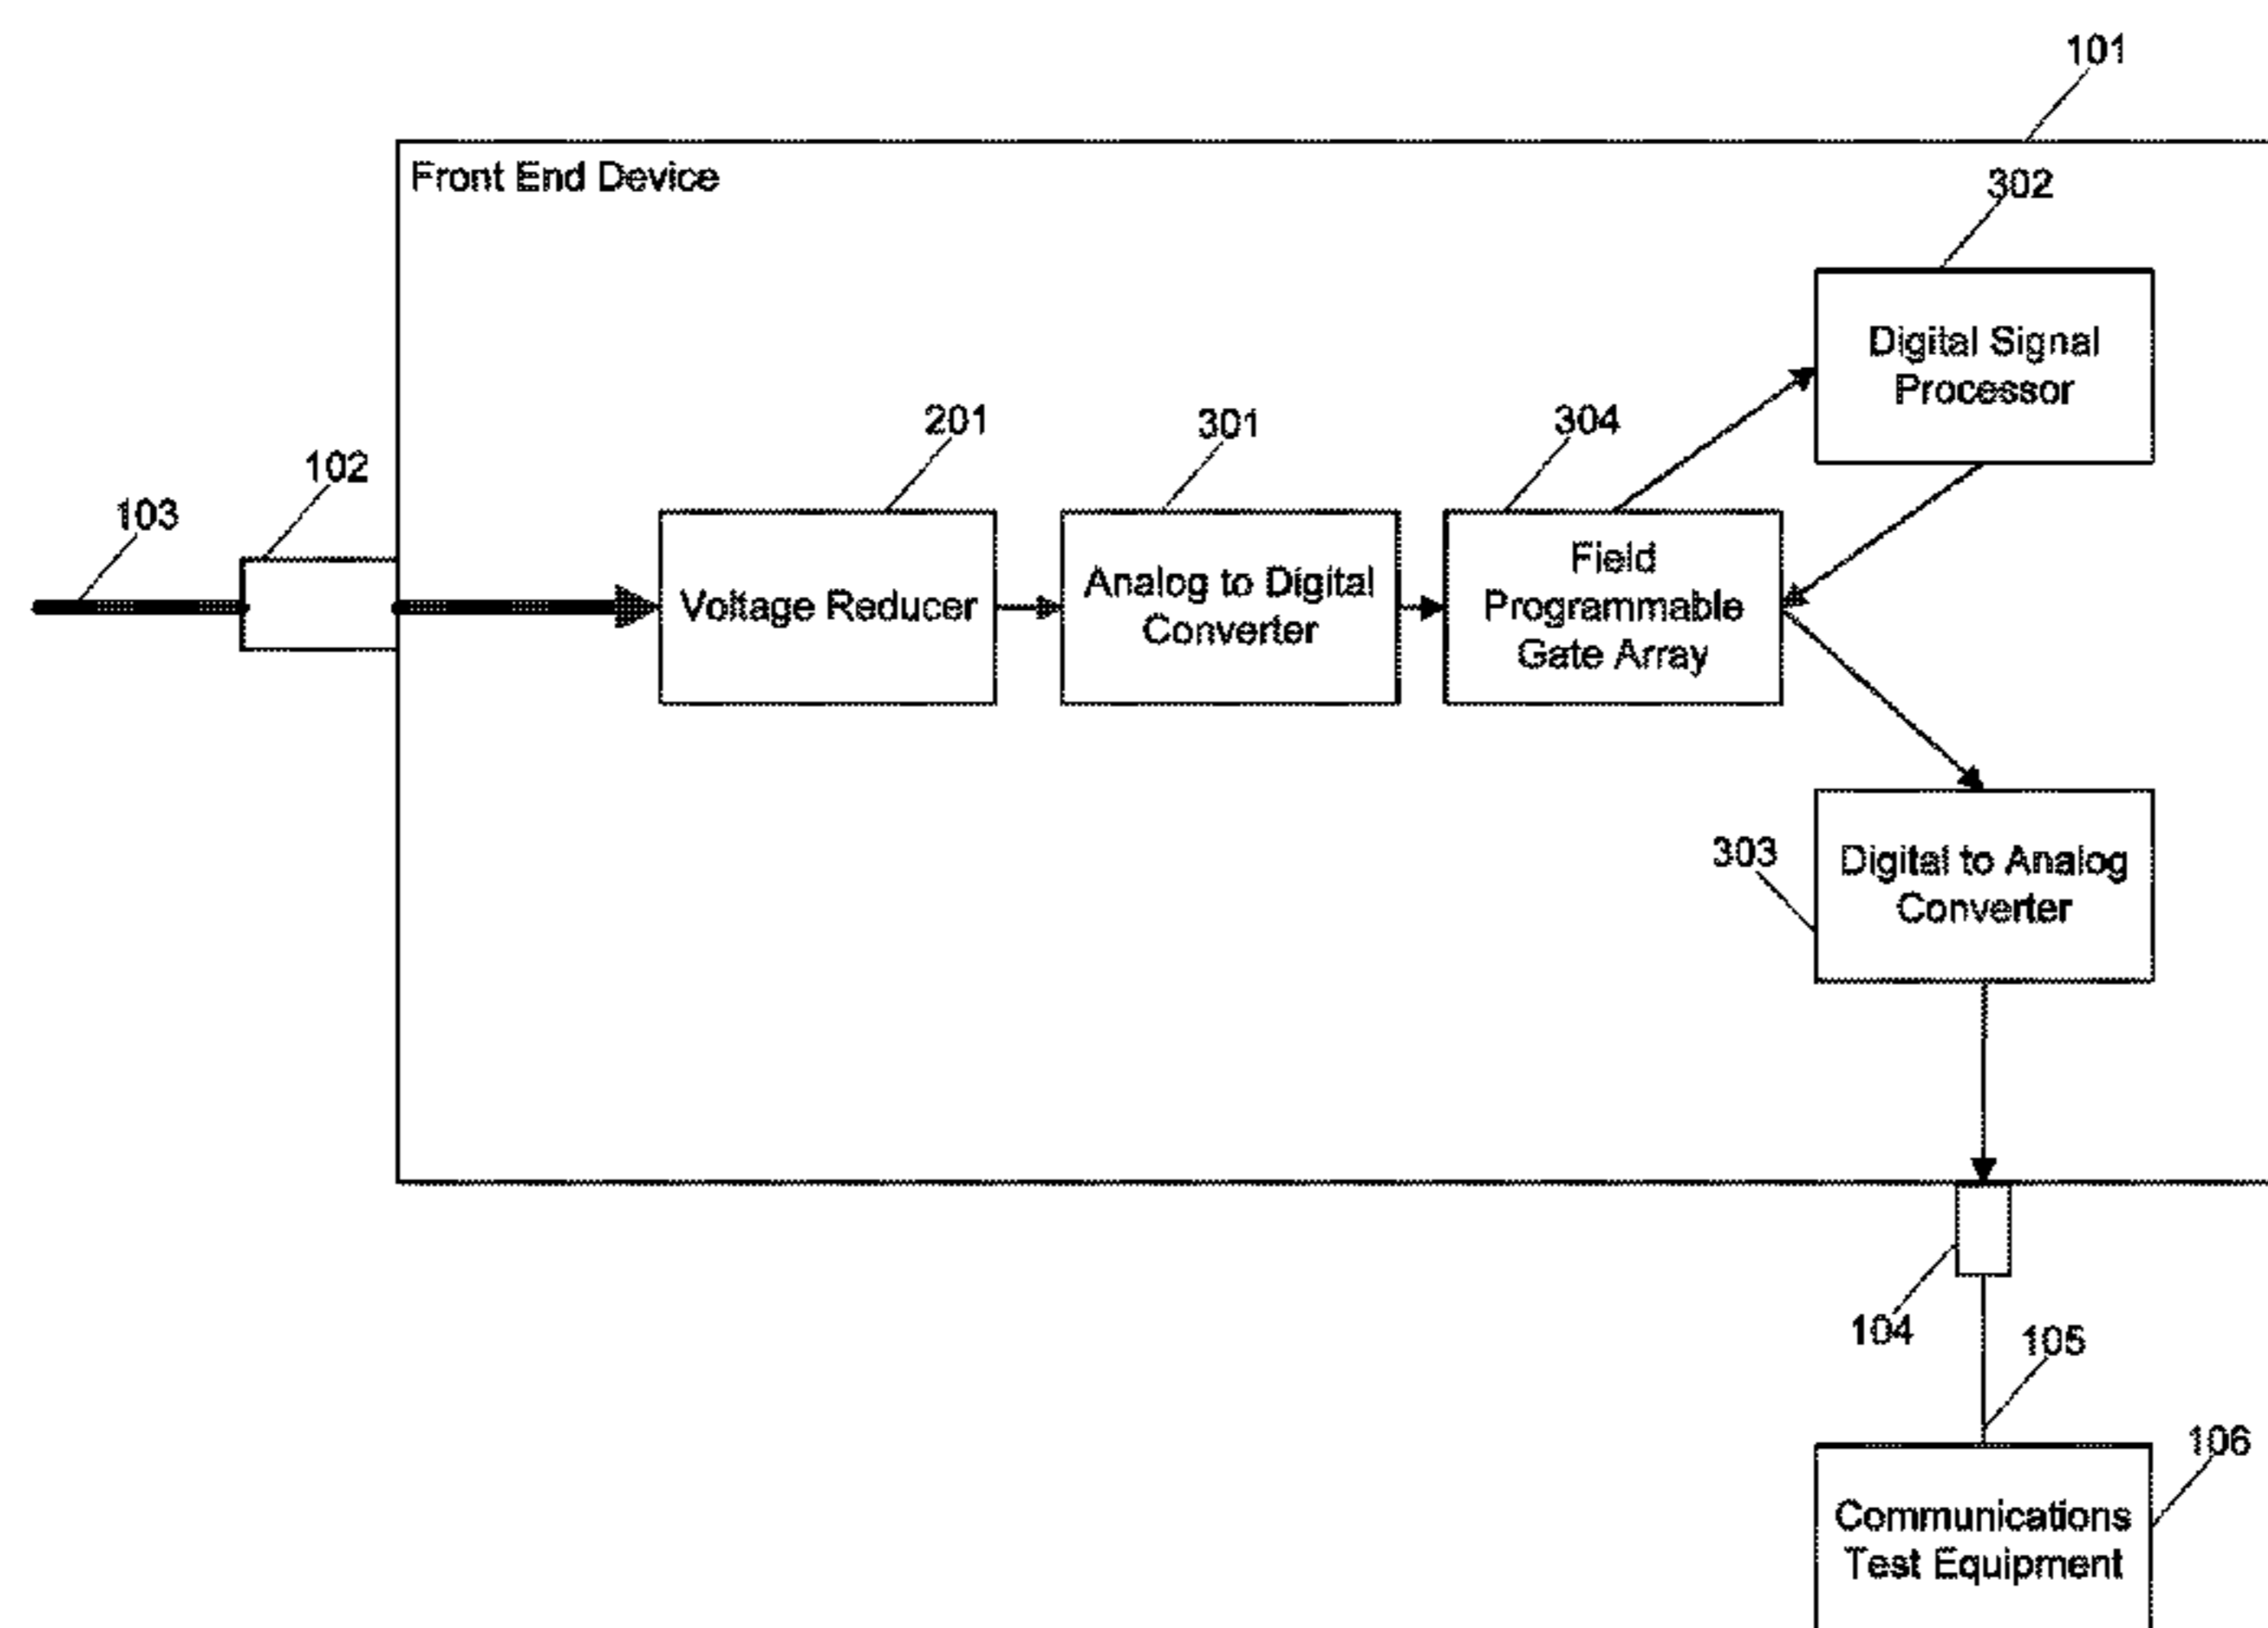 101
Front End Device
302
Digital Signal
Processor
201
301
304
102
103
Voltage Reducer
Analog to Digital
Converter
Field
Programmable
Gate Array
303
Digital to Analog
Converter
104
105
106
Communications
Test Equipment